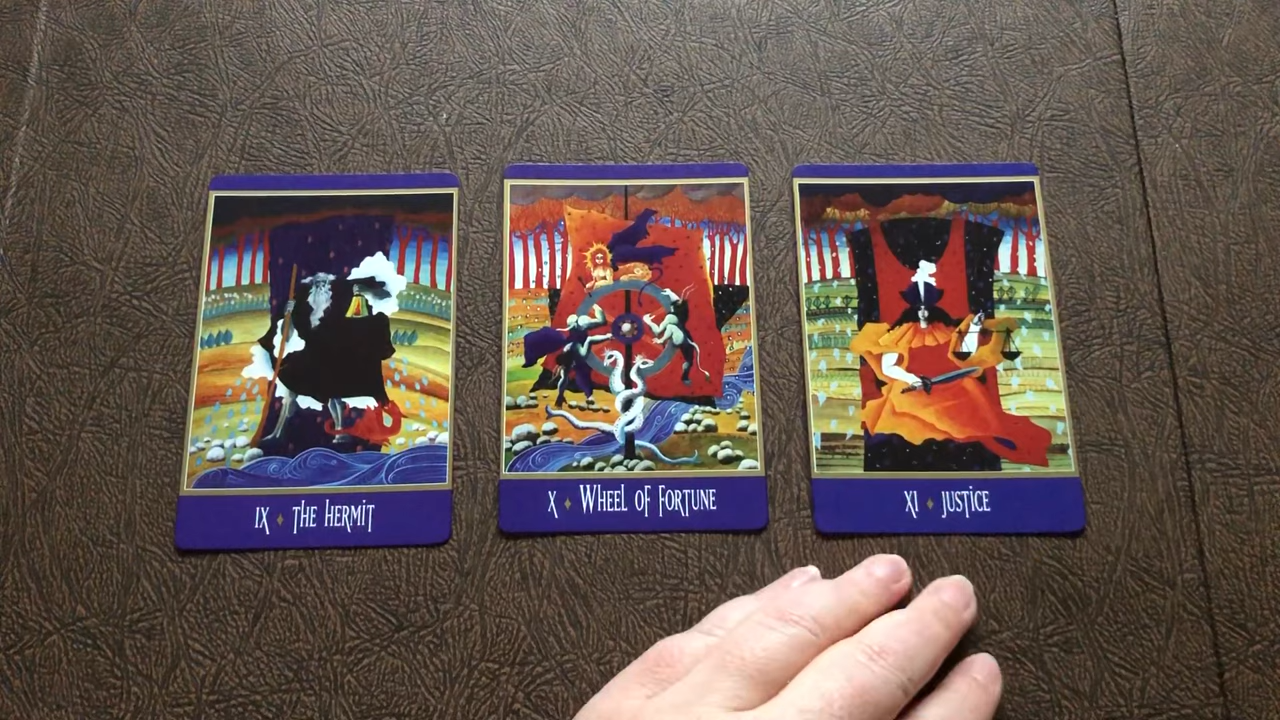 IX ♦ THE HERMIT
X ♦ WHEEL OF FORTUNE
XI ♦ JUSTICE